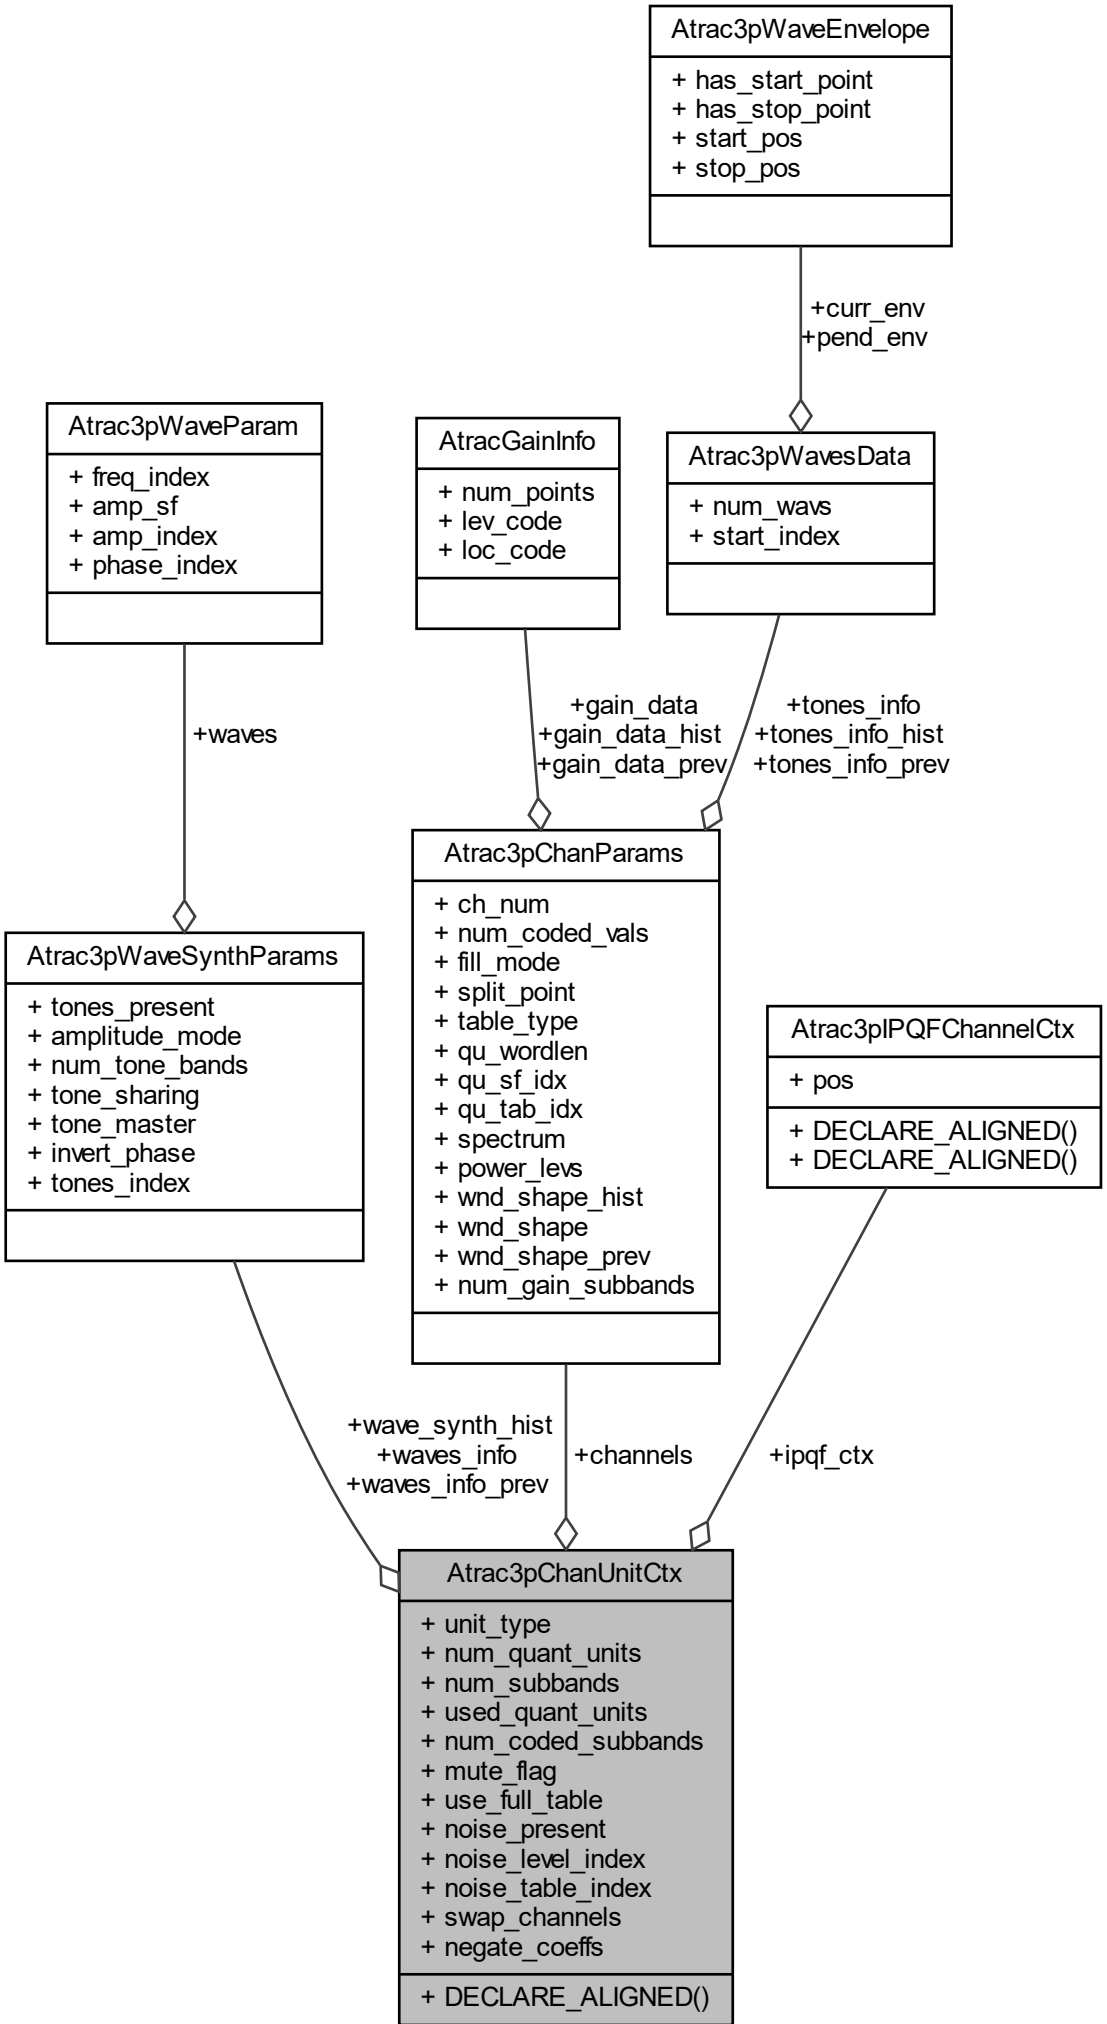 Atrac3pWaveEnvelope
+ has_start_point
+ has_stop_point
+ start_pos
+ stop_pos
+curr_env
+pend_env
Atrac3pWaveParam
+ freq_index
+ amp_sf
+ amp_index
+ phase_index
AtracGainInfo
+ num_points
+ lev_code
+ loc_code
Atrac3pWavesData
+ num_wavs
+ start_index
+waves
+gain_data
+gain_data_hist
+gain_data_prev
+tones_info
+tones_info_hist
+tones_info_prev
Atrac3pWaveSynthParams
+ tones_present
+ amplitude_mode
+ num_tone_bands
+ tone_sharing
+ tone_master
+ invert_phase
+ tones_index
Atrac3pChanParams
+ ch_num
+ num_coded_vals
+ fill_mode
+ split_point
+ table_type
+ qu_wordlen
+ qu_sf_idx
+ qu_tab_idx
+ spectrum
+ power_levs
+ wnd_shape_hist
+ wnd_shape
+ wnd_shape_prev
+ num_gain_subbands
Atrac3pIPQFChannelCtx
+ pos
+ DECLARE_ALIGNED()
+ DECLARE_ALIGNED()
+wave_synth_hist
+waves_info
+waves_info_prev
+channels
+ipqf_ctx
Atrac3pChanUnitCtx
+ unit_type
+ num_quant_units
+ num_subbands
+ used_quant_units
+ num_coded_subbands
+ mute_flag
+ use_full_table
+ noise_present
+ noise_level_index
+ noise_table_index
+ swap_channels
+ negate_coeffs
+ DECLARE_ALIGNED()